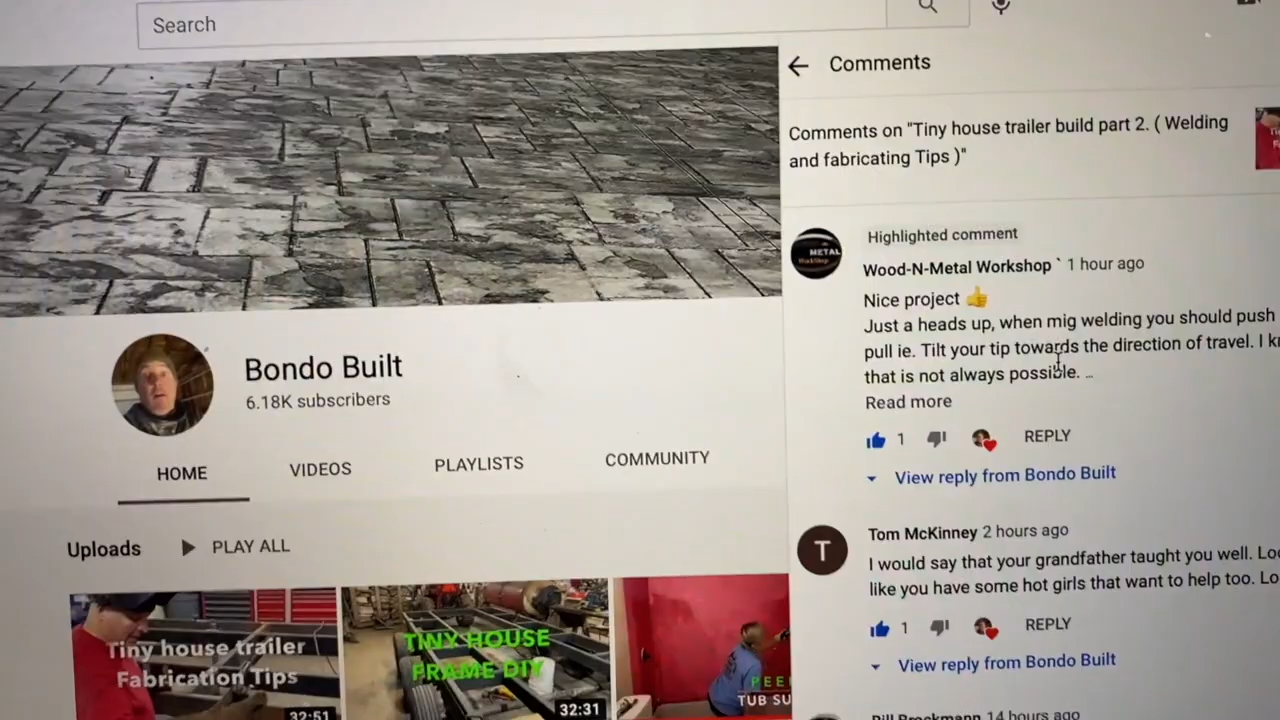 Search
Comments
Comments on "Tiny house trailer build part 2. ( Welding
and fabricating Tips )"
Highlighted comment
METAL
Wood-N-Metal Workshop ` 1 hour ago
Nice project 👍
Just a heads up, when mig welding you should push
pull ie. Tilt your tip towards the direction of travel. I
that is not always possible. ...
Read more
1
REPLY
View reply from Bondo Built
T
Tom McKinney 2 hours ago
I would say that your grandfather taught you well.
like you have some hot girls that want to help too.
1
REPLY
View reply from Bondo Built
14 hours ago
Bondo Built
6.18K subscribers
HOME
VIDEOS
PLAYLISTS
COMMUNITY
Uploads
PLAY ALL
Tiny house trailer
Fabrication Tips
32:51
TINY HOUSE
FRAME DIY
32:31
TUB